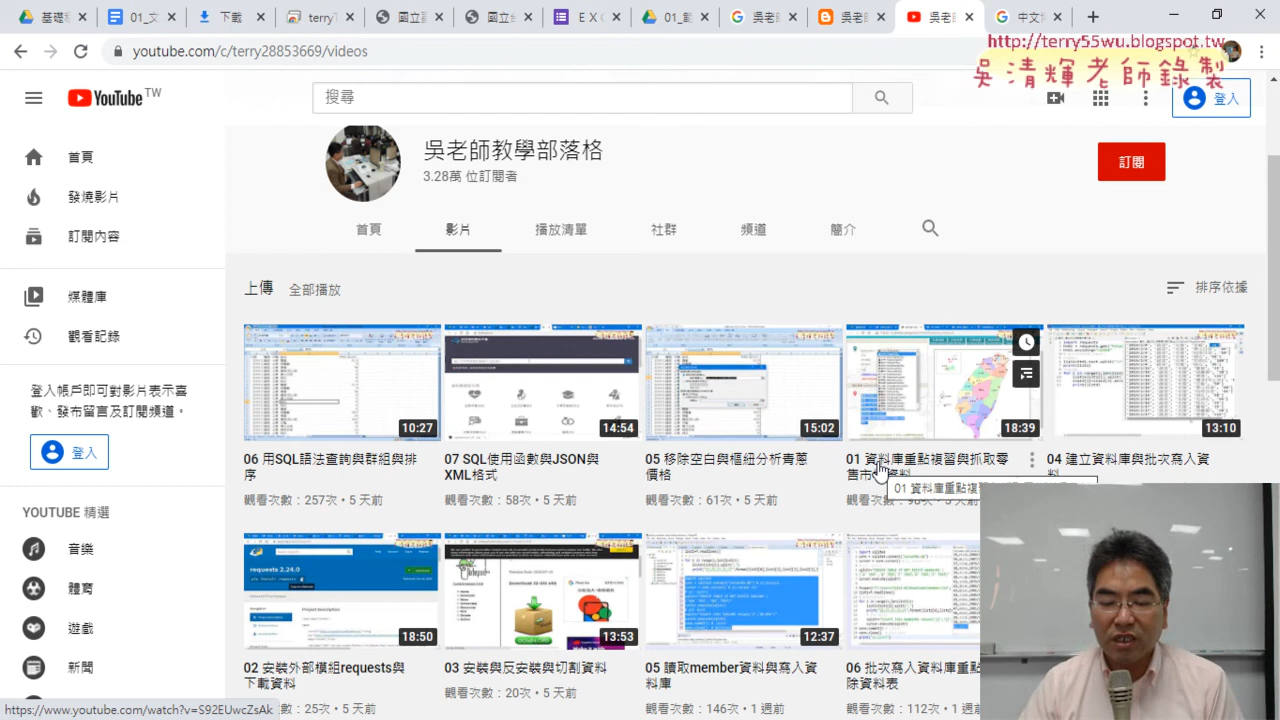 基礎
01_文
下載
terry
國立
國立
E X C
01_範
吳老師
吳老師
吳老師
中文
youtube.com/c/terry28853669/videos
http://terry55wu.blogspot.tw
吳清輝老師錄製
YouTube TW
搜尋
登入
首頁
發燒影片
訂閱內容
媒體庫
觀看記錄
登入帳戶即可對影片表示喜
歡、發布留言及訂閱頻道。
登入
YOUTUBE 精選
音樂
體育
遊戲
新聞
吳老師教學部落格
3.28萬 位訂閱者
訂閱
首頁
影片
播放清單
社群
頻道
簡介
上傳
全部播放
排序依據
10:27
14:54
15:02
18:39
13:10
06 用SQL語法查詢與群組與排
序
觀看次數：257次 • 5 天前
07 SQL使用函數與JSON與
XML格式
觀看次數：58次 • 5 天前
05 移除空白與樞紐分析青蔥
價格
觀看次數：61次 • 5 天前
01 資料庫重點複習與抓取零
售市
資料
01 資料庫重點複習
04 建立資料庫與批次寫入資
料
requests 2.24.0
18:50
13:53
12:37
02 安裝外部模組requests與
下載資料
觀看次數：25次 • 5 天前
03 安裝與反安裝與切割資料
觀看次數：20次 • 5 天前
05 讀取member資料與寫入資
料庫
觀看次數：146次 • 1 週前
06 批次寫入資料庫重點
除資料表
觀看次數：112次 • 1 週前
https://www.youtube.com/watch?v=S92EUwcZsAk